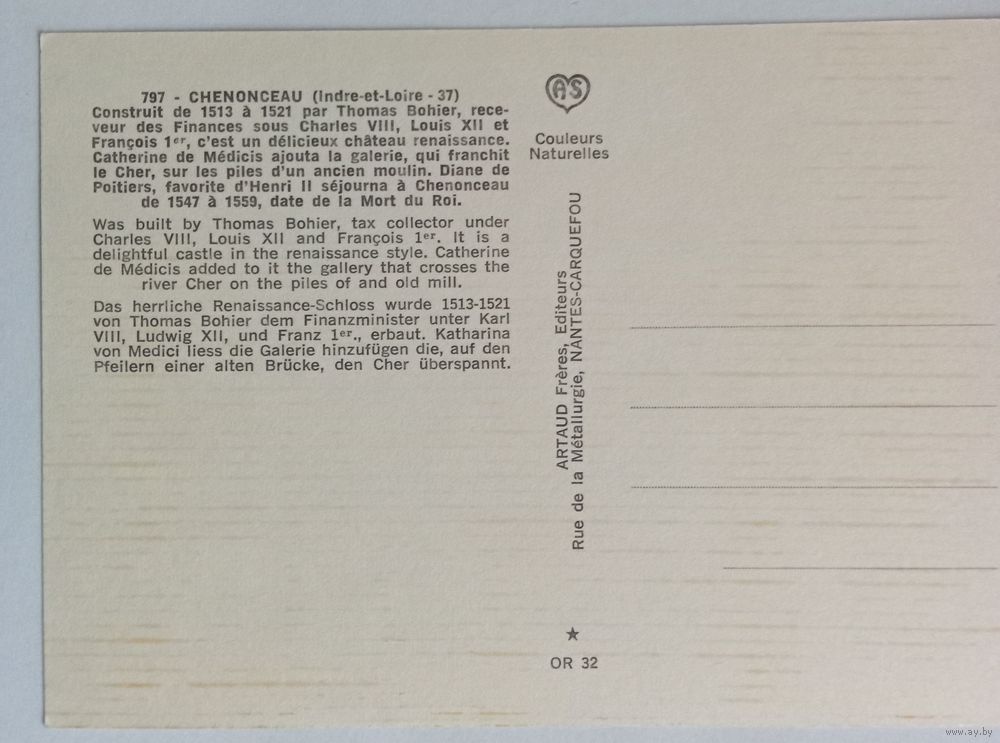 797 - CHENONCEAU (Indre-et-Loire - 37)
Construit de 1513 à 1521 par Thomas Bohier, rece-
veur des Finances sous Charles VIII, Louis XII et
François 1er, c'est un délicieux château renaissance.
Catherine de Médicis ajouta la galerie, qui franchit
le Cher, sur les piles d'un ancien moulin. Diane de
Poitiers, favorite d'Henri II séjourna à Chenonceau
de 1547 à 1559, date de la Mort du Roi.
Was built by Thomas Bohier, tax collector under
Charles VIII, Louis XII and François 1er. It is a
delightful castle in the renaissance style. Catherine
de Médicis added to it the gallery that crosses the
river Cher on the piles of and old mill.
Das herrliche Renaissance-Schloss wurde 1513-1521
von Thomas Bohier dem Finanzminister unter Karl
VIII, Ludwig XII, und Franz 1er., erbaut. Katharina
von Medici liess die Galerie hinzufügen die, auf den
Pfeilern einer alten Brücke, den Cher überspannt.
AS
Couleurs
Naturelles
ARTAUD Frères, Editeurs
Rue de la Métallurgie, NANTES-CARQUEFOU
OR 32
www.ay.by